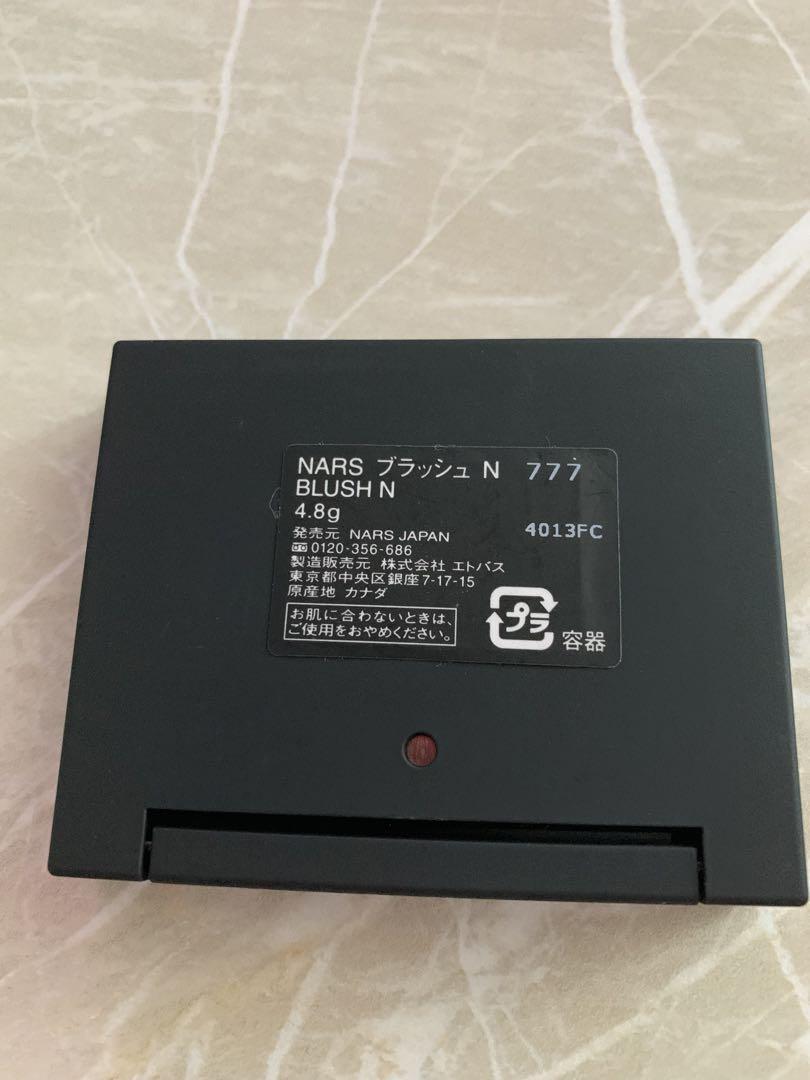 NARS ブラッシュ N 777
BLUSH N
4.8g
4013FC
発売元 NARS JAPAN
0120-356-686
製造販売元 株式会社 エトバス
東京都中央区銀座7-17-15
原産地 カナダ
お肌に合わないときは、
ご使用をおやめください。
プラ
容器